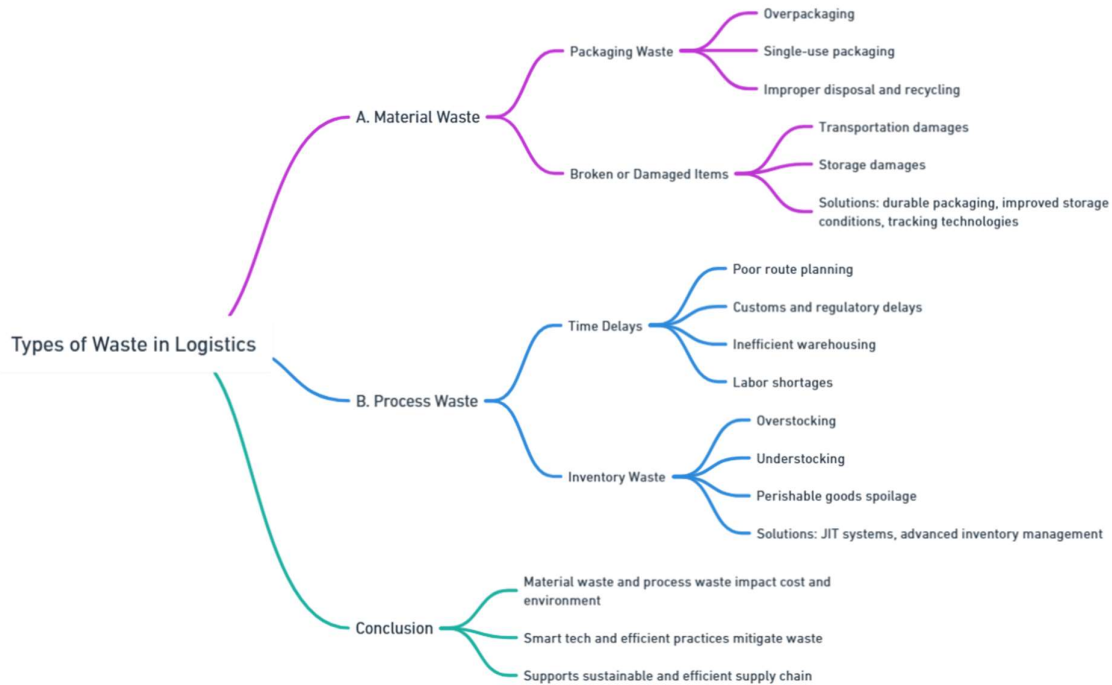 Types of Waste in Logistics
A. Material Waste
Packaging Waste
Overpackaging
Single-use packaging
Improper disposal and recycling
Broken or Damaged Items
Transportation damages
Storage damages
Solutions: durable packaging, improved storage
conditions, tracking technologies
B. Process Waste
Time Delays
Poor route planning
Customs and regulatory delays
Inefficient warehousing
Labor shortages
Inventory Waste
Overstocking
Understocking
Perishable goods spoilage
Solutions: JIT systems, advanced inventory management
Conclusion
Material waste and process waste impact cost and
environment
Smart tech and efficient practices mitigate waste
Supports sustainable and efficient supply chain